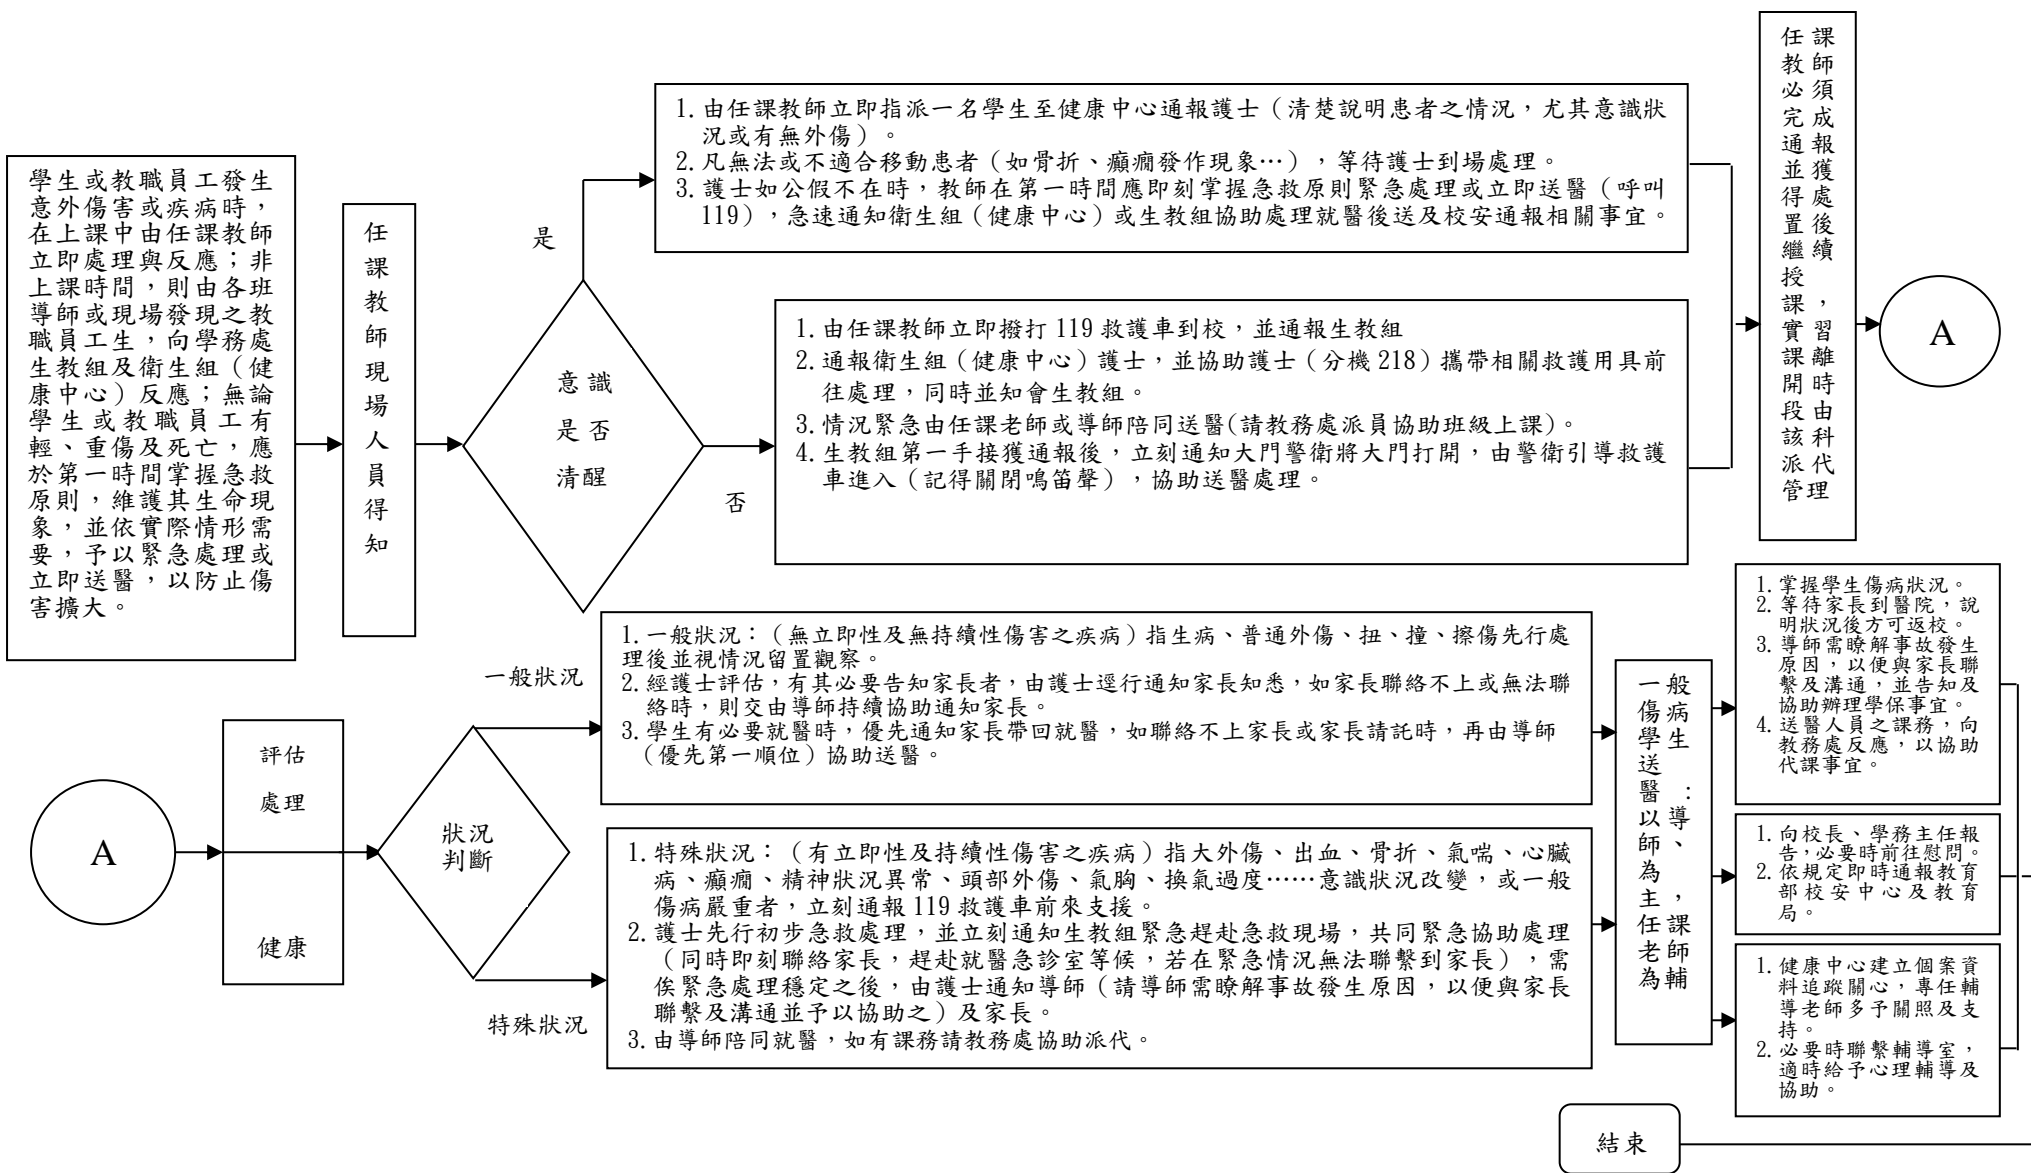 學生或教職員工發生
意外傷害或疾病時，
在上課中由任課教師
立即處理與反應；非
上課時間，則由各班
導師或現場發現之教
職員工生，向學務處
生教組及衛生組（健
康中心）反應；無論
學生或教職員工有
輕、重傷及死亡，應
於第一時間掌握急救
原則，維護其生命現
象，並依實際情形需
要，予以緊急處理或
立即送醫，以防止傷
害擴大。
任課教師現場人員得知
意識
是否
清醒
是
1.由任課教師立即指派一名學生至健康中心通報護士（清楚說明患者之情況，尤其意識狀
況或有無外傷）。
2.凡無法或不適合移動患者（如骨折、癲癇發作現象…），等待護士到場處理。
3.護士如公假不在時，教師在第一時間應即刻掌握急救原則緊急處理或立即送醫（呼叫
119），急速通知衛生組（健康中心）或生教組協助處理就醫後送及校安通報相關事宜。
否
1.由任課教師立即撥打 119 救護車到校，並通報生教組
2.通報衛生組（健康中心）護士，並協助護士（分機 218）攜帶相關救護用具前
往處理，同時並知會生教組。
3.情況緊急由任課老師或導師陪同送醫(請教務處派員協助班級上課)。
4.生教組第一手接獲通報後，立刻通知大門警衛將大門打開，由警衛引導救護
車進入（記得關閉鳴笛聲），協助送醫處理。
任課
教師
必須
完成
通報
並獲
得處
置後
繼續
授
課，
實習
課離
開時
段由
該科
派代
管理
A
A
評估
處理
健康
狀況
判斷
一般狀況
1.一般狀況：（無立即性及無持續性傷害之疾病）指生病、普通外傷、扭、撞、擦傷先行處
理後並視情況留置觀察。
2.經護士評估，有其必要告知家長者，由護士逕行通知家長知悉，如家長聯絡不上或無法聯
絡時，則交由導師持續協助通知家長。
3.學生有必要就醫時，優先通知家長帶回就醫，如聯絡不上家長或家長請託時，再由導師
（優先第一順位）協助送醫。
特殊狀況
1.特殊狀況：（有立即性及持續性傷害之疾病）指大外傷、出血、骨折、氣喘、心臟
病、癲癇、精神狀況異常、頭部外傷、氣胸、換氣過度……意識狀況改變，或一般
傷病嚴重者，立刻通報 119 救護車前來支援。
2.護士先行初步急救處理，並立刻通知生教組緊急趕赴急救現場，共同緊急協助處理
（同時即刻聯絡家長，趕赴就醫急診室等候，若在緊急情況無法聯繫到家長），需
俟緊急處理穩定之後，由護士通知導師（請導師需瞭解事故發生原因，以便與家長
聯繫及溝通並予以協助之）及家長。
3.由導師陪同就醫，如有課務請教務處協助派代。
一般
傷病
學生
送
醫：
以導
師、
為
主，
任課
老師
為輔
1.掌握學生傷病狀況。
2.等待家長到醫院，說
明狀況後方可返校。
3.導師需瞭解事故發生
原因，以便與家長聯
繫及溝通，並告知及
協助辦理學保事宜。
4.送醫人員之課務，向
教務處反應，以協助
代課事宜。
1.向校長、學務主任報
告，必要時前往慰問。
2.依規定即時通報教育
部校安中心及教育
局。
1.健康中心建立個案資
料追蹤關心，專任輔
導老師多予關照及支
持。
2.必要時聯繫輔導室，
適時給予心理輔導及
協助。
結束